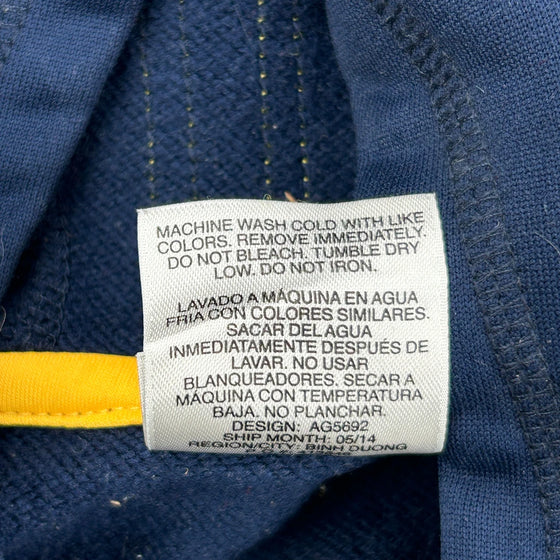 MACHINE WASH COLD WITH LIKE
COLORS. REMOVE IMMEDIATELY.
DO NOT BLEACH. TUMBLE DRY
LOW. DO NOT IRON.
LAVADO A MÁQUINA EN AGUA
FRIA CON COLORES SIMILARES.
SACAR DEL AGUA
INMEDIATAMENTE DESPUÉS DE
LAVAR. NO USAR
BLANQUEADORES. SECAR A
MÁQUINA CON TEMPERATURA
BAJA. NO PLANCHAR.
DESIGN: AG5692
SHIP MONTH: 05/14
REGION/CITY: BINH DUONG